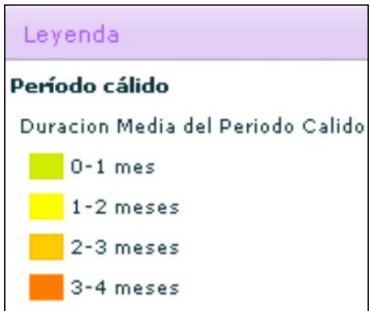 Leyenda
Período cálido
Duracion Media del Periodo Calido
0-1 mes
1-2 meses
2-3 meses
3-4 meses